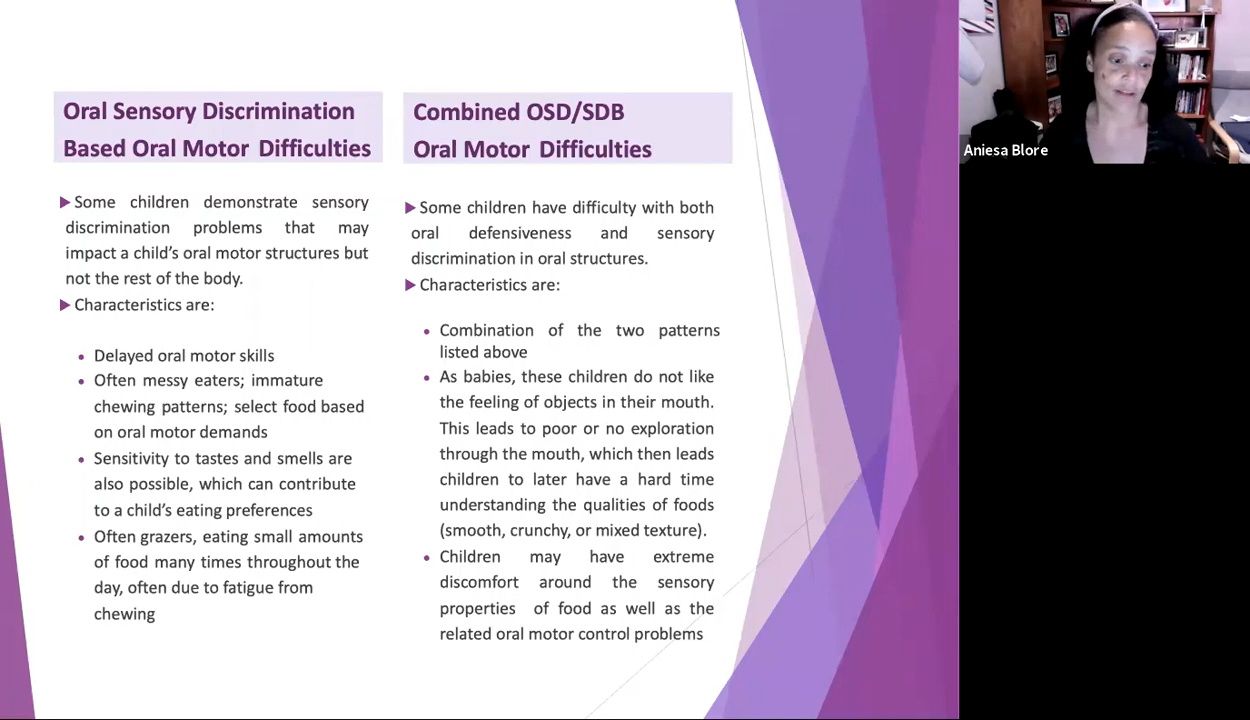 Oral Sensory Discrimination
Based Oral Motor Difficulties
Some children demonstrate sensory
discrimination problems that may
impact a child's oral motor structures but
not the rest of the body.
Characteristics are:
Delayed oral motor skills
Often messy eaters; immature
chewing patterns; select food based
on oral motor demands
Sensitivity to tastes and smells are
also possible, which can contribute
to a child's eating preferences
Often grazers, eating small amounts
of food many times throughout the
day, often due to fatigue from
chewing
Combined OSD/SDB
Oral Motor Difficulties
Some children have difficulty with both
oral defensiveness and sensory
discrimination in oral structures.
Characteristics are:
Combination of the two patterns
listed above
As babies, these children do not like
the feeling of objects in their mouth.
This leads to poor or no exploration
through the mouth, which then leads
children to later have a hard time
understanding the qualities of foods
(smooth, crunchy, or mixed texture).
Children may have extreme
discomfort around the sensory
properties of food as well as the
related oral motor control problems
Aniesa Blore